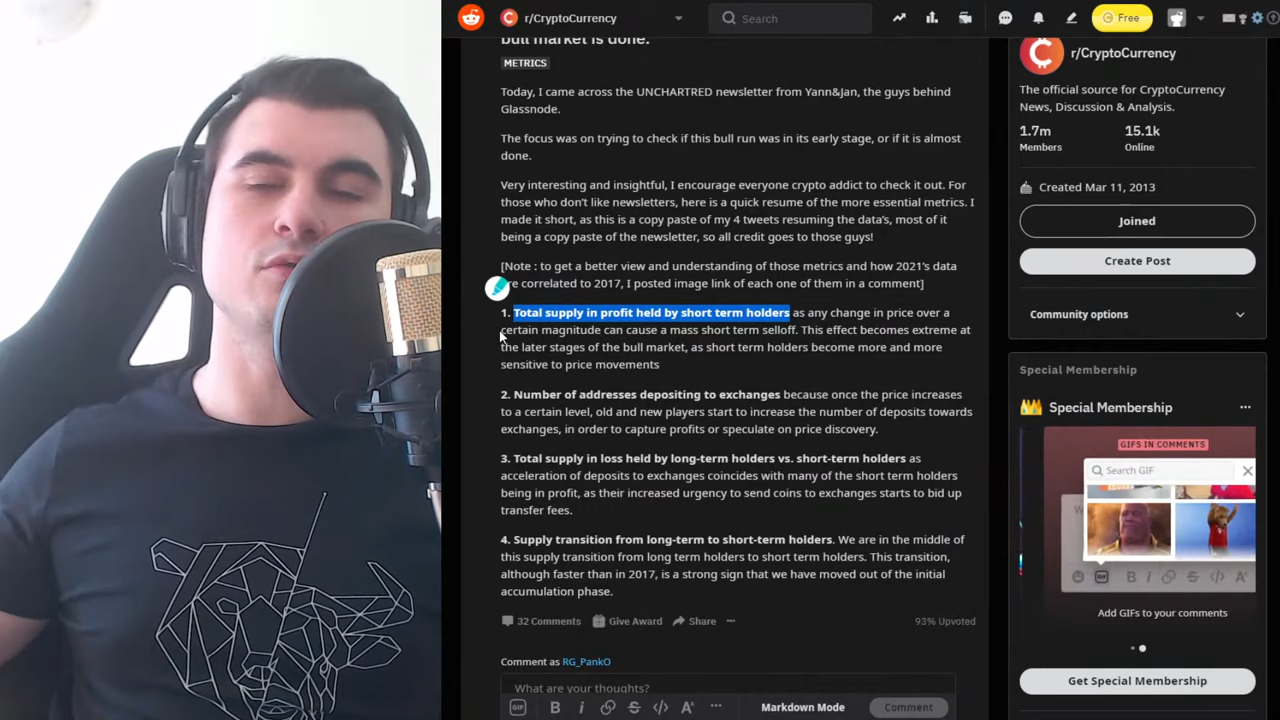 r/CryptoCurrency
Search
Free
bull market is done.
METRICS
Today, I came across the UNCHARTRED newsletter from Yann&Jan, the guys behind
Glassnode.
The focus was on trying to check if this bull run was in its early stage, or if it is almost
done.
Very interesting and insightful, I encourage everyone crypto addict to check it out. For
those who don't like newsletters, here is a quick resume of the more essential metrics. I
made it short, as this is a copy paste of my 4 tweets resuming the data's, most of it
being a copy paste of the newsletter, so all credit goes to those guys!
[Note : to get a better view and understanding of those metrics and how 2021's data
correlated to 2017, I posted image link of each one of them in a comment]
1. Total supply in profit held by short term holders as any change in price over a
certain magnitude can cause a mass short term selloff. This effect becomes extreme at
the later stages of the bull market, as short term holders become more and more
sensitive to price movements
2. Number of addresses depositing to exchanges because once the price increases
to a certain level, old and new players start to increase the number of deposits towards
exchanges, in order to capture profits or speculate on price discovery.
3. Total supply in loss held by long-term holders vs. short-term holders as
acceleration of deposits to exchanges coincides with many of the short term holders
being in profit, as their increased urgency to send coins to exchanges starts to bid up
transfer fees.
4. Supply transition from long-term to short-term holders. We are in the middle of
this supply transition from long term holders to short term holders. This transition,
although faster than in 2017, is a strong sign that we have moved out of the initial
accumulation phase.
32 Comments Give Award Share 93% Upvoted
Comment as RG_PankO
What are your thoughts?
GIF B i S </> A Markdown Mode Comment
r/CryptoCurrency
The official source for CryptoCurrency
News, Discussion & Analysis.
1.7m 15.1k
Members Online
Created Mar 11, 2013
Joined
Create Post
Community options
Special Membership
Special Membership
GIFS IN COMMENTS
Search GIF
GIF B I S </> A
Add GIFs to your comments
Get Special Membership